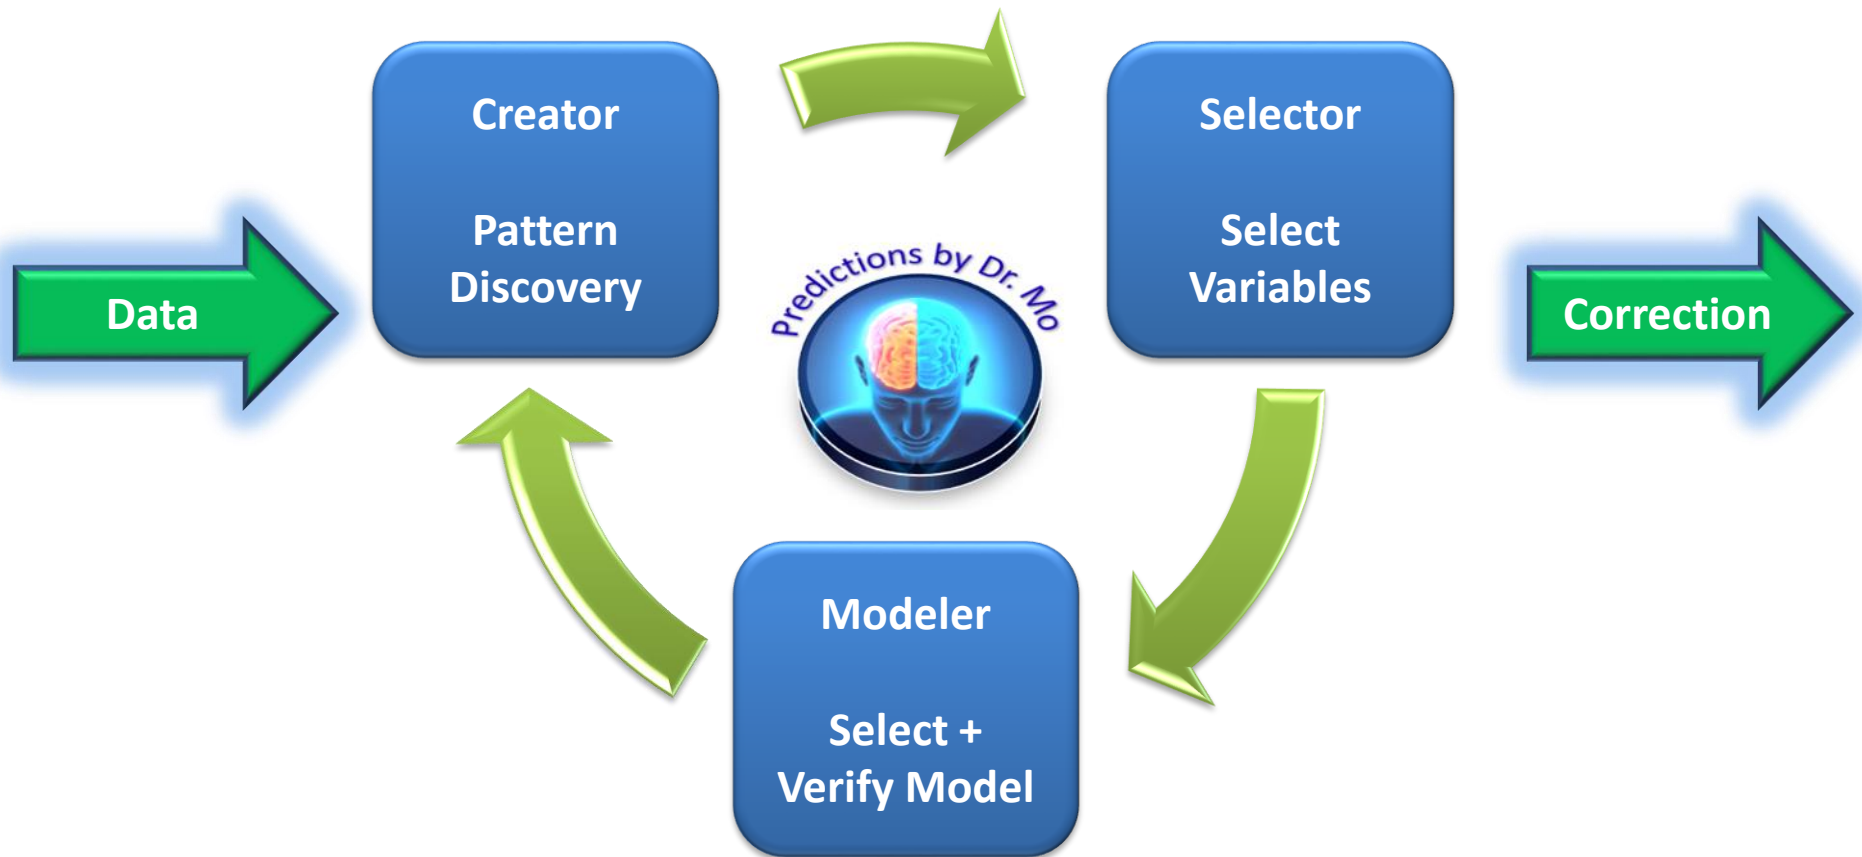 Creator
Pattern
Discovery
Selector
Select
Variables
Data
Predictions by Dr. Mo
Correction
Modeler
Select +
Verify Model